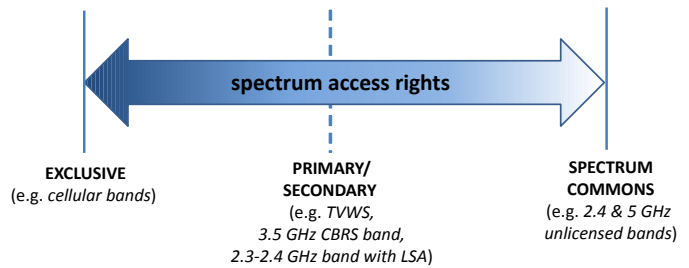 spectrum access rights
EXCLUSIVE
(e.g. cellular bands)
PRIMARY/
SECONDARY
(e.g. TVWS,
3.5 GHz CBRS band,
2.3-2.4 GHz band with LSA)
SPECTRUM
COMMONS
(e.g. 2.4 & 5 GHz
unlicensed bands)